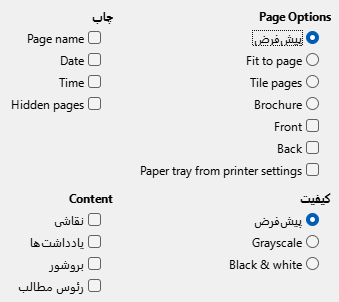 Page Options
پیش‌فرض
Fit to page
Tile pages
Brochure
Front
Back
Paper tray from printer settings
چاپ
Page name
Date
Time
Hidden pages
کیفیت
پیش‌فرض
Grayscale
Black & white
Content
نقاشی
یادداشت‌ها
بروشور
رئوس مطالب